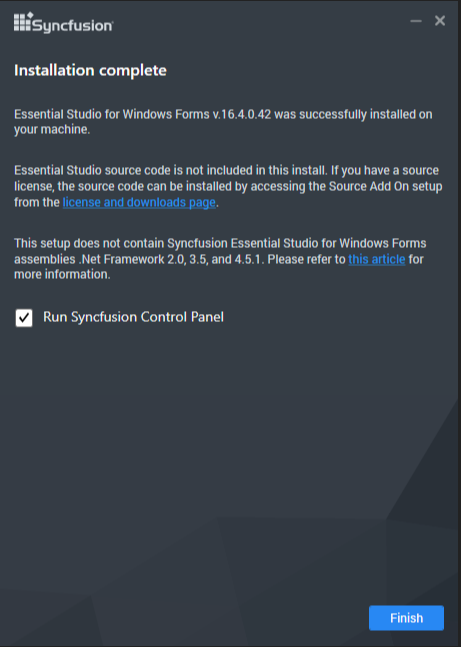 Syncfusion
Installation complete
Essential Studio for Windows Forms v.16.4.0.42 was successfully installed on
your machine.
Essential Studio source code is not included in this install. If you have a source
license, the source code can be installed by accessing the Source Add On setup
from the license and downloads page.
This setup does not contain Syncfusion Essential Studio for Windows Forms
assemblies .Net Framework 2.0, 3.5, and 4.5.1. Please refer to this article for
more information.
Run Syncfusion Control Panel
Finish